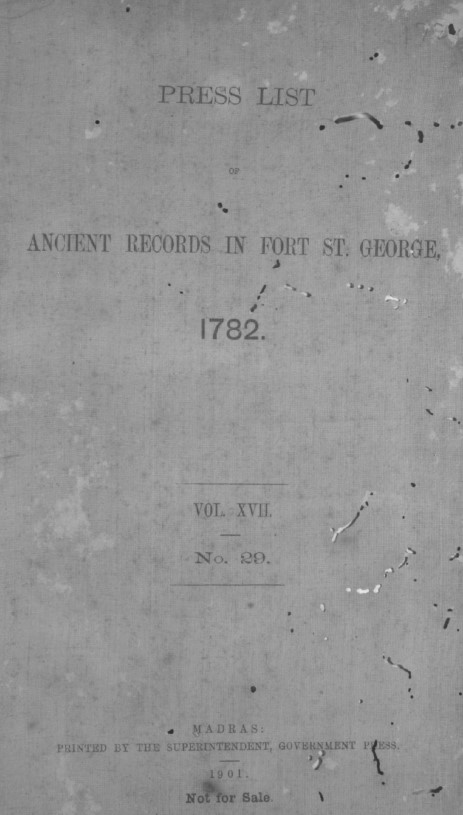 PRESS LIST
OF
ANCIENT RECORDS IN FORT ST. GEORGE,
1782.
VOL. XVII.
No. 29.
MADRAS:
PRINTED BY THE SUPERINTENDENT, GOVERNMENT PRESS.
1901.
Not for Sale.